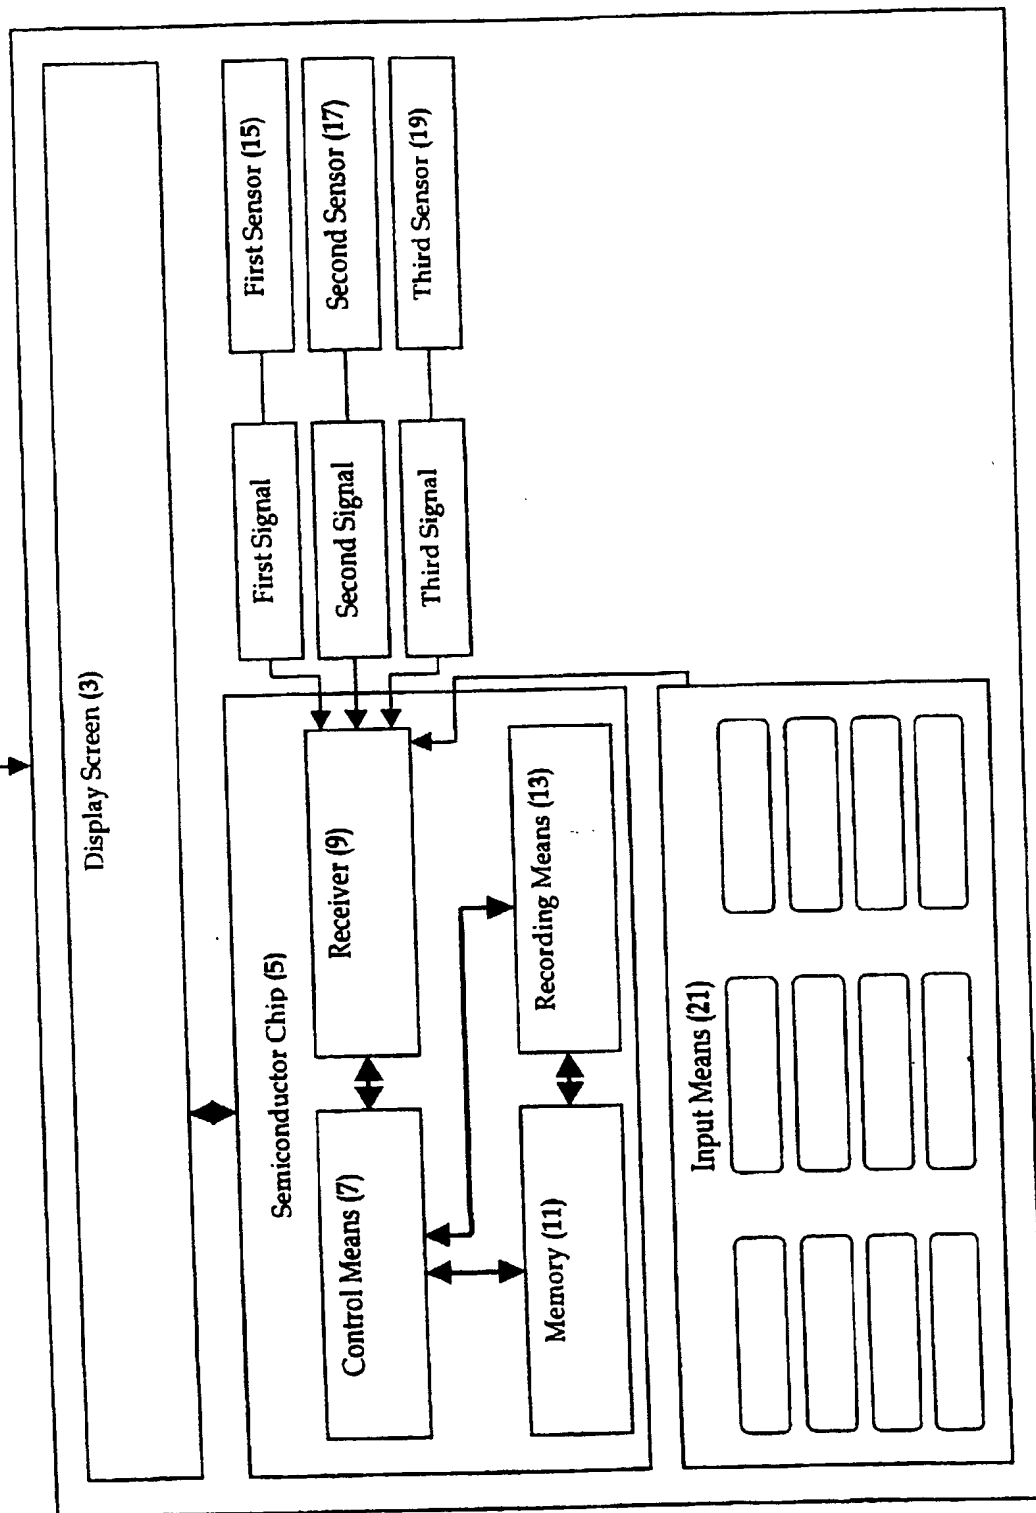 Display Screen (3)
Semiconductor Chip (5)
Control Means (7)
Receiver (9)
First Signal
First Sensor (15)
Second Signal
Second Sensor (17)
Third Signal
Third Sensor (19)
Memory (11)
Recording Means (13)
Input Means (21)